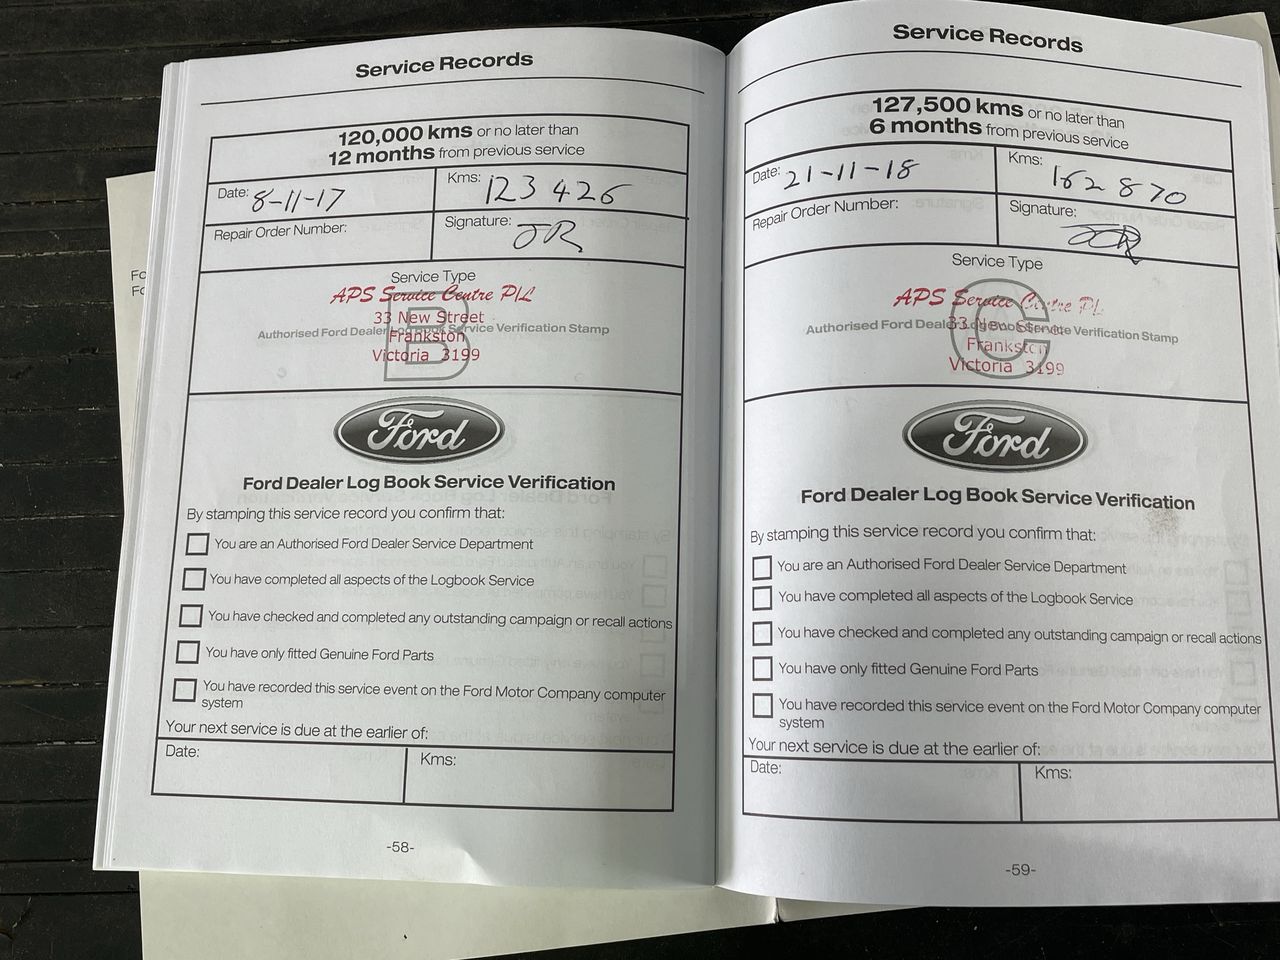 Service Records
120,000 kms or no later than
12 months from previous service
Date: 8-11-17
Kms: 123 426
Repair Order Number:
Signature: JR
Service Type
B
APS Service Centre P/L
33 New Street
Authorised Ford Dealer Log Book Service Verification Stamp
Frankston
Victoria 3199
Ford
Ford Dealer Log Book Service Verification
By stamping this service record you confirm that:
You are an Authorised Ford Dealer Service Department
You have completed all aspects of the Logbook Service
You have checked and completed any outstanding campaign or recall actions
You have only fitted Genuine Ford Parts
You have recorded this service event on the Ford Motor Company computer
system
Your next service is due at the earlier of:
Date:
Kms:
-58-
Service Records
127,500 kms or no later than
6 months from previous service
Date: 21-11-18
Kms: 162 870
Repair Order Number:
Signature:
Service Type
C
APS Service Centre P/L
33 New Street
Authorised Ford Dealer Log Book Service Verification Stamp
Frankston
Victoria 3199
Ford
Ford Dealer Log Book Service Verification
By stamping this service record you confirm that:
You are an Authorised Ford Dealer Service Department
You have completed all aspects of the Logbook Service
You have checked and completed any outstanding campaign or recall actions
You have only fitted Genuine Ford Parts
You have recorded this service event on the Ford Motor Company computer
system
Your next service is due at the earlier of:
Date:
Kms:
-59-